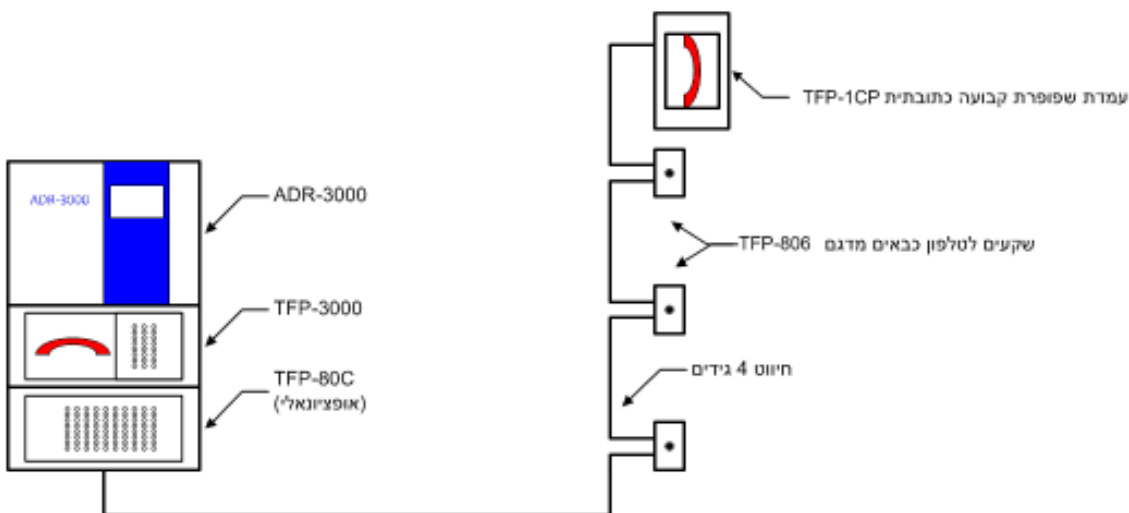 עמדת שפופרת קבועה כתובתית TFP-1CP
ADR-3000
ADR-3000
שקעים לטלפון כבאים מדגם TFP-806
TFP-3000
חיווט 4 גידים
TFP-80C
(אופציונאלי)